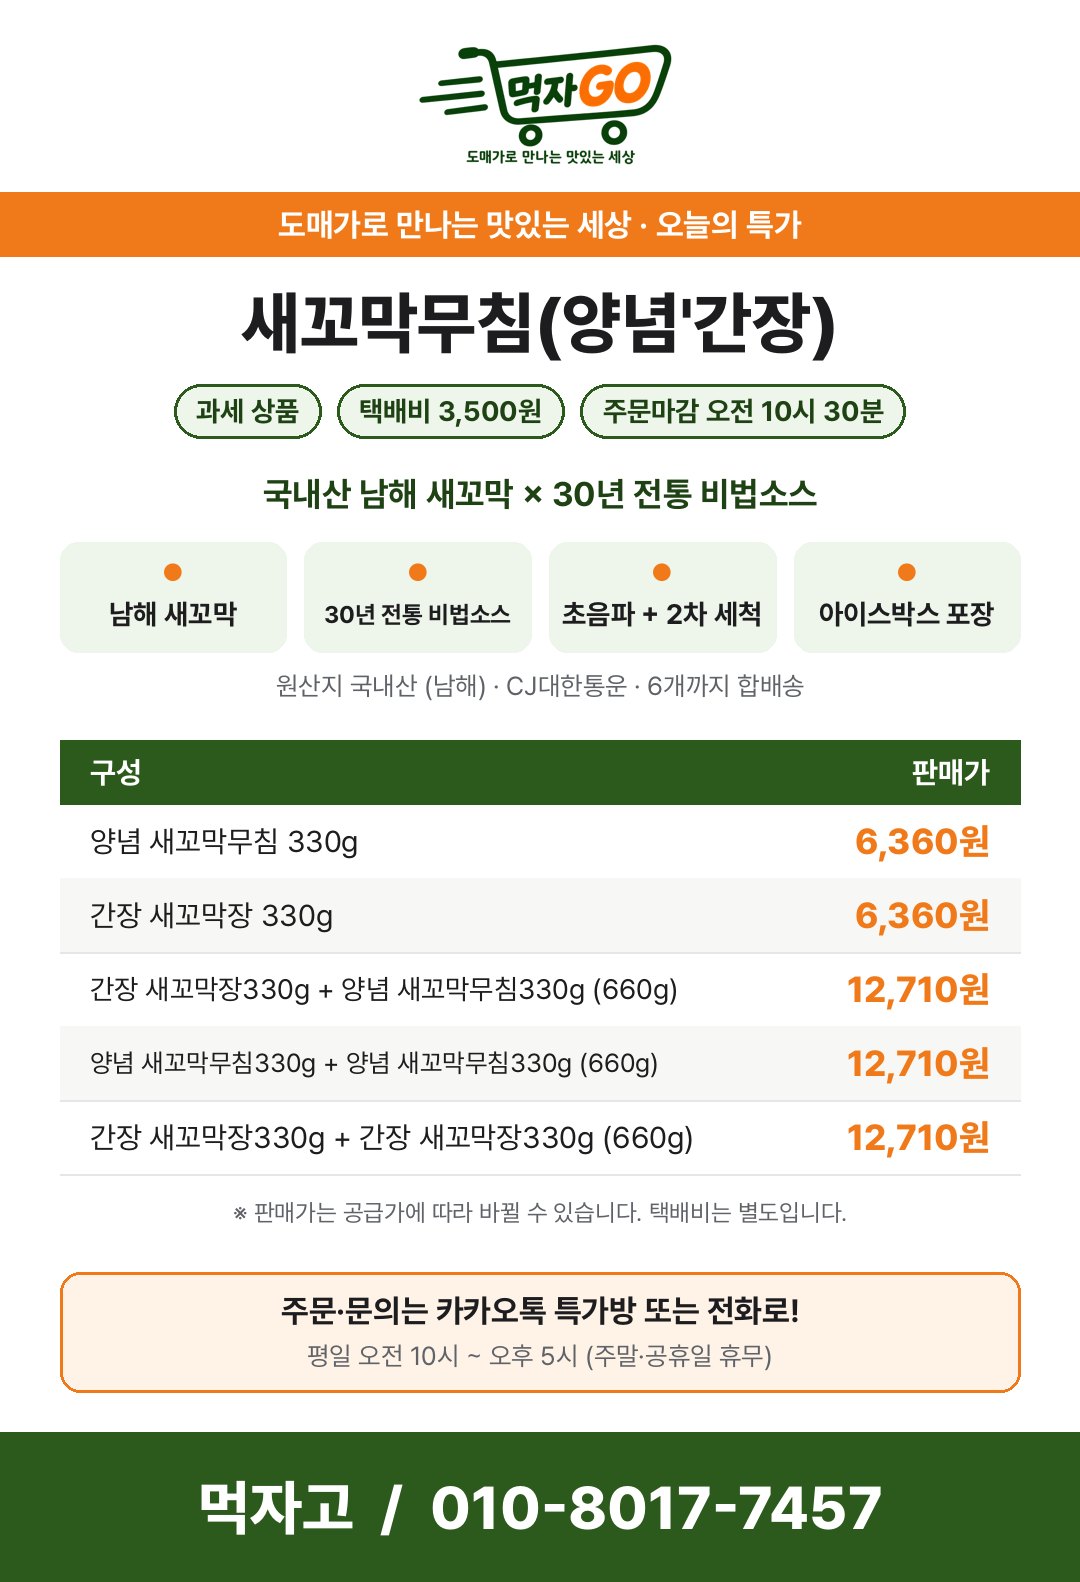 먹자GO
도매가로 만나는 맛있는 세상
도매가로 만나는 맛있는 세상 · 오늘의 특가
새꼬막무침(양념'간장)
과세 상품
택배비 3,500원
주문마감 오전 10시 30분
국내산 남해 새꼬막 × 30년 전통 비법소스
남해 새꼬막
30년 전통 비법소스
초음파 + 2차 세척
아이스박스 포장
원산지 국내산 (남해) · CJ대한통운 · 6개까지 합배송
구성 판매가
양념 새꼬막무침 330g 6,360원
간장 새꼬막장 330g 6,360원
간장 새꼬막장330g + 양념 새꼬막무침330g (660g) 12,710원
양념 새꼬막무침330g + 양념 새꼬막무침330g (660g) 12,710원
간장 새꼬막장330g + 간장 새꼬막장330g (660g) 12,710원
※ 판매가는 공급가에 따라 바뀔 수 있습니다. 택배비는 별도입니다.
주문·문의는 카카오톡 특가방 또는 전화로!
평일 오전 10시 ~ 오후 5시 (주말·공휴일 휴무)
먹자고 / 010-8017-7457